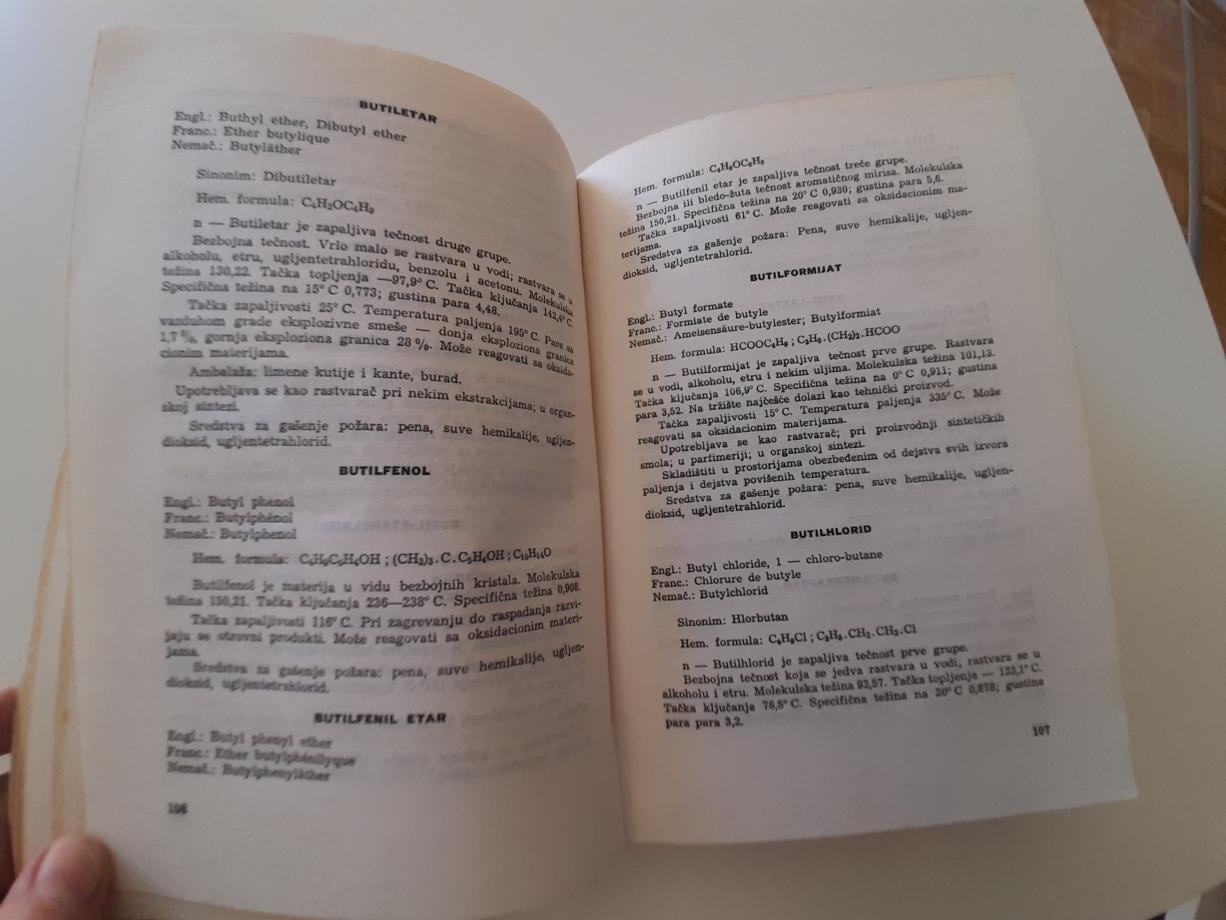 BUTILETAR
Engl.: Buthyl ether, Dibutyl ether
Franc.: Ether butylique
Nemač.: Butyläther
Sinonim: Dibutiletar
Hem. formula: C₄H₂OC₄H₉
n — Butiletar je zapaljiva tečnost druge grupe.
Bezbojna tečnost. Vrlo malo se rastvara u vodi; rastvara se u
alkoholu, etru, ugljentetrahloridu, benzolu i acetonu. Molekulska
težina 130,22. Tačka topljenja —97,9° C. Tačka ključanja 142,4° C.
Specifična težina na 15° C 0,773; gustina para 4,48.
Tačka zapaljivosti 25° C. Temperatura paljenja 195° C. Pare sa
vazduhom grade eksplozivne smeše — donja eksploziona granica
1,7 %, gornja eksploziona granica 28 %. Može reagovati sa oksida-
cionim materijama.
Ambalaža: limene kutije i kante, burad.
Upotrebljava se kao rastvarač pri nekim ekstrakcijama; u organ-
skoj sintezi.
Sredstva za gašenje požara: pena, suve hemikalije, ugljen-
dioksid, ugljentetrahlorid.
BUTILFENOL
Engl.: Butyl phenol
Franc.: Butylphénol
Nemač.: Butylphenol
Hem. formula: C₄H₉C₆H₄OH ; (CH₃)₃ . C . C₆H₄OH ; C₁₀H₁₄O
Butilfenol je materija u vidu bezbojnih kristala. Molekulska
težina 150,21. Tačka ključanja 236—238° C. Specifična težina 0,908.
Tačka zapaljivosti 116° C. Pri zagrevanju do raspadanja razvi-
jaju se otrovni produkti. Može reagovati sa oksidacionim materi-
jama.
Sredstva za gašenje požara: pena, suve hemikalije, ugljen-
dioksid, ugljentetrahlorid.
BUTILFENIL ETAR
Engl.: Butyl phenyl ether
Franc.: Ether butylphénilyque
Nemač.: Butylphenyläther
106
Hem. formula: C₄H₉OC₆H₅
n — Butilfenil etar je zapaljiva tečnost treće grupe.
Bezbojna ili bledo-žuta tečnost aromatičnog mirisa. Molekulska
težina 150,21. Specifična težina na 20° C 0,930; gustina para 5,6.
Tačka zapaljivosti 61° C. Može reagovati sa oksidacionim ma-
terijama.
Sredstva za gašenje požara: Pena, suve hemikalije, ugljen-
dioksid, ugljentetrahlorid.
BUTILFORMIJAT
Engl.: Butyl formate
Franc.: Formiate de butyle
Nemač.: Ameisensäure-butylester; Butylformiat
Hem. formula: HCOOC₄H₉ ; C₂H₅ . (CH₂)₂ . HCOO
n — Butilformijat je zapaljiva tečnost prve grupe. Rastvara
se u vodi, alkoholu, etru i nekim uljima. Molekulska težina 101,13.
Tačka ključanja 106,9° C. Specifična težina na 0° C 0,911; gustina
para 3,52. Na tržište najčešće dolazi kao tehnički proizvod.
Tačka zapaljivosti 15° C. Temperatura paljenja 335° C. Može
reagovati sa oksidacionim materijama.
Upotrebljava se kao rastvarač; pri proizvodnji sintetičkih
smola; u parfimeriji; u organskoj sintezi.
Skladištiti u prostorijama obezbeđenim od dejstva svih izvora
paljenja i dejstva povišenih temperatura.
Sredstva za gašenje požara: pena, suve hemikalije, ugljen-
dioksid, ugljentetrahlorid.
BUTILHLORID
Engl.: Butyl chloride, 1 — chloro-butane
Franc.: Chlorure de butyle
Nemač.: Butylchlorid
Sinonim: Hlorbutan
Hem. formula: C₄H₉Cl ; C₂H₅ . CH₂ . CH₂ . Cl
n — Butilhlorid je zapaljiva tečnost prve grupe.
Bezbojna tečnost koja se jedva rastvara u vodi, rastvara se u
alkoholu i etru. Molekulska težina 92,57. Tačka topljenja — 123,1° C.
Tačka ključanja 78,5° C. Specifična težina na 20° C 0,878; gustina
para para 3,2.
107